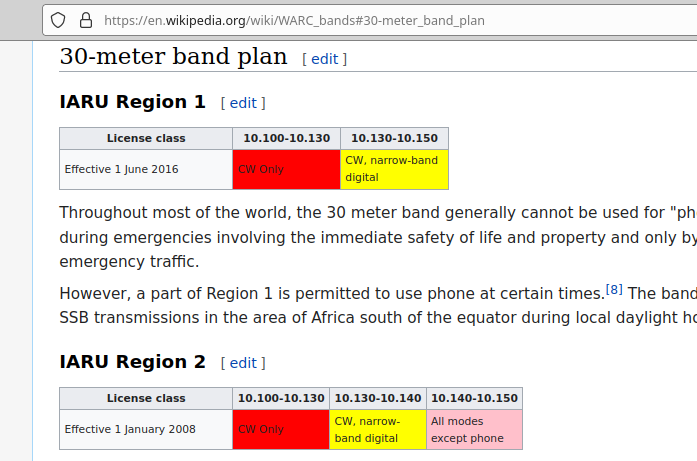 https://en.wikipedia.org/wiki/WARC_bands#30-meter_band_plan
30-meter band plan [ edit ]
IARU Region 1 [ edit ]
License class 10.100-10.130 10.130-10.150
Effective 1 June 2016 CW Only CW, narrow-band
digital
Throughout most of the world, the 30 meter band generally cannot be used for "ph
during emergencies involving the immediate safety of life and property and only by
emergency traffic.
However, a part of Region 1 is permitted to use phone at certain times.[8] The band
SSB transmissions in the area of Africa south of the equator during local daylight ho
IARU Region 2 [ edit ]
License class 10.100-10.130 10.130-10.140 10.140-10.150
Effective 1 January 2008 CW Only CW, narrow-
band digital All modes
except phone